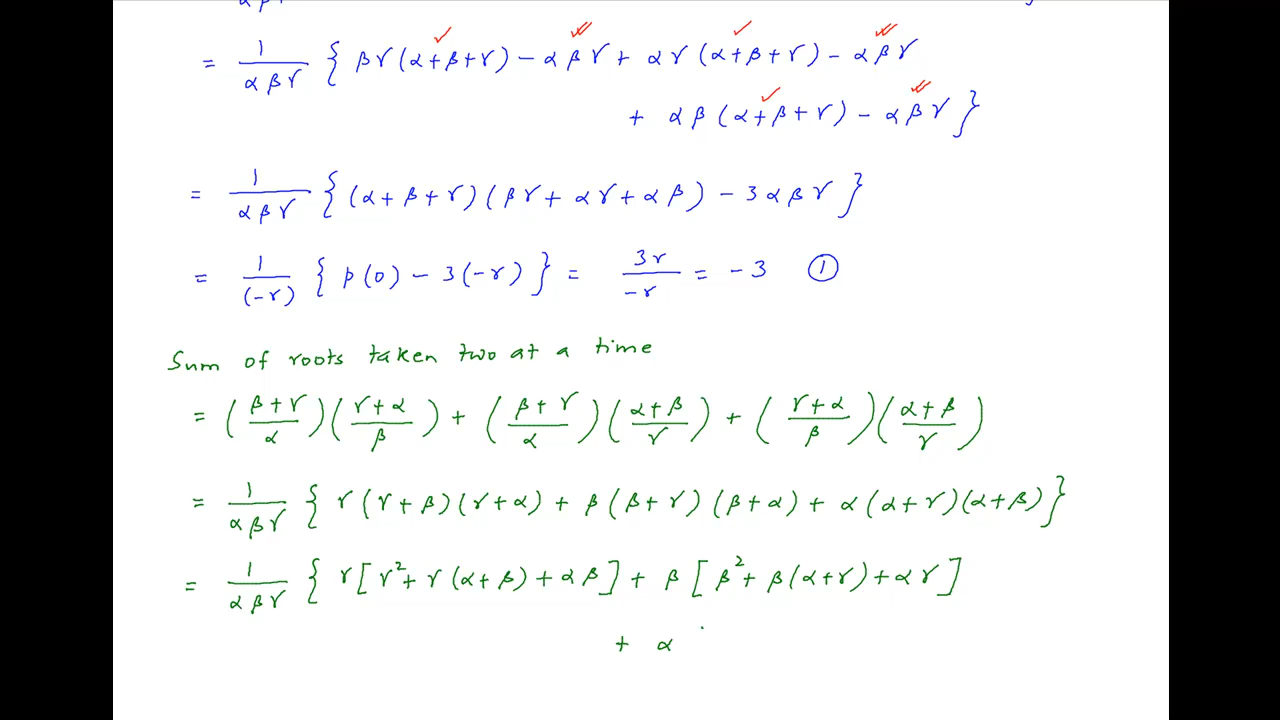 = 1/αβγ { βγ(α+β+γ) − αβγ + αγ(α+β+γ) − αβγ
+ αβ(α+β+γ) − αβγ }
= 1/αβγ { (α+β+γ)(βγ+αγ+αβ) − 3αβγ }
= 1/(−r) { p(0) − 3(−r) } = 3r/−r = −3 ①
Sum of roots taken two at a time
= (β+γ/α)(γ+α/β) + (β+γ/α)(α+β/γ) + (γ+α/β)(α+β/γ)
= 1/αβγ { γ(γ+β)(γ+α) + β(β+γ)(β+α) + α(α+γ)(α+β) }
= 1/αβγ { γ[γ²+γ(α+β)+αβ] + β[β²+β(α+γ)+αγ]
+ α